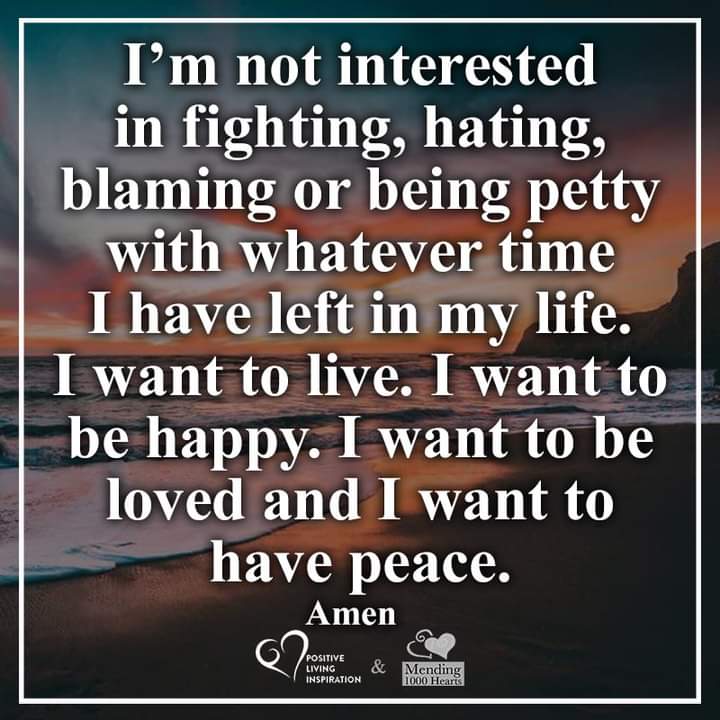 I’m not interested
in fighting, hating,
blaming or being petty
with whatever time
I have left in my life.
I want to live. I want to
be happy. I want to be
loved and I want to
have peace.
Amen
POSITIVE
LIVING
INSPIRATION
&
Mending
1000 Hearts